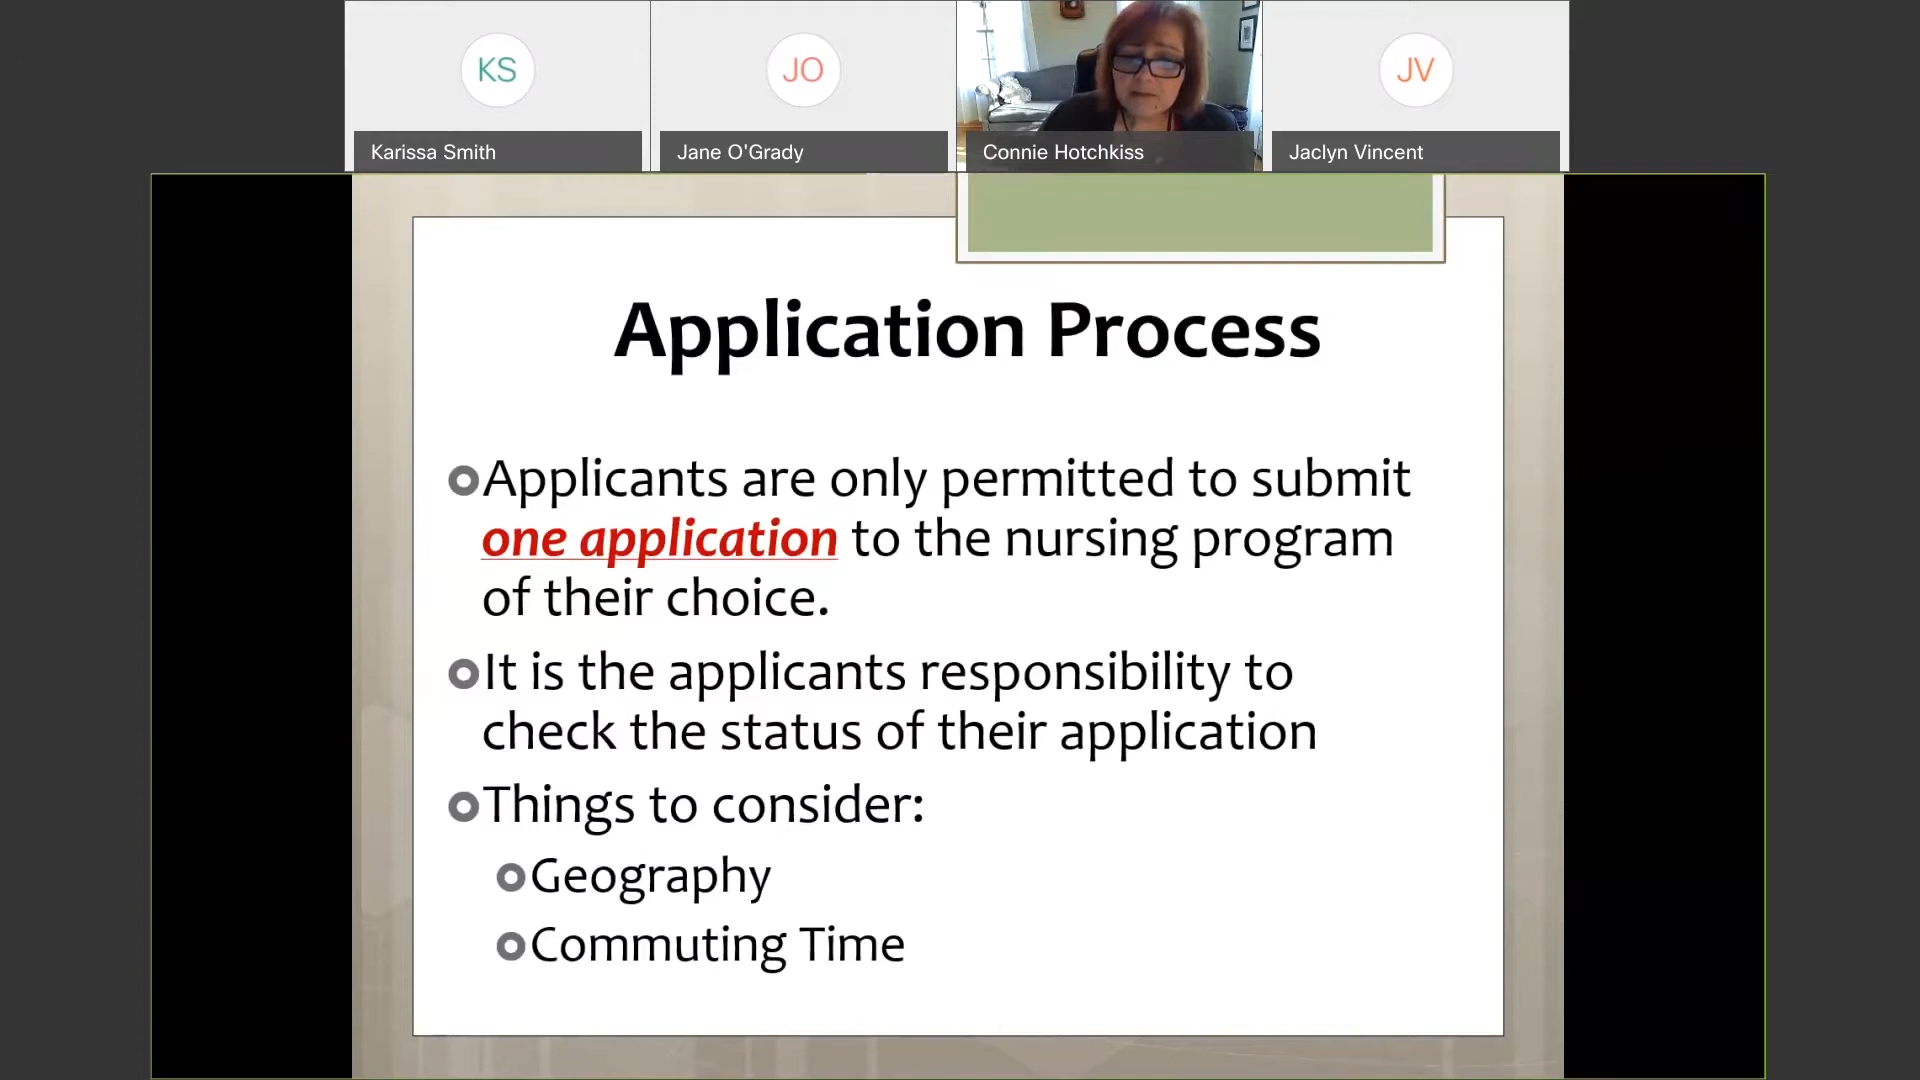 KS
JO
JV
Karissa Smith
Jane O'Grady
Connie Hotchkiss
Jaclyn Vincent
Application Process
Applicants are only permitted to submit
one application to the nursing program
of their choice.
It is the applicants responsibility to
check the status of their application
Things to consider:
Geography
Commuting Time